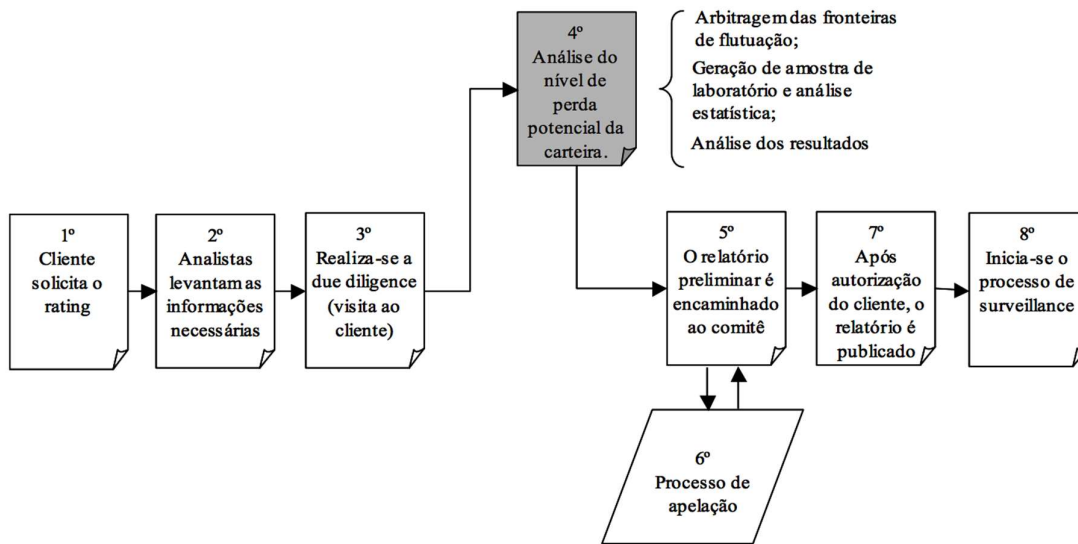 1º
Cliente
solicita o
rating
2º
Analistas
levantam as
informações
necessárias
3º
Realiza-se a
due diligence
(visita ao
cliente)
4º
Análise do
nível de
perda
potencial da
carteira.
Arbitragem das fronteiras
de flutuação;
Geração de amostra de
laboratório e análise
estatística;
Análise dos resultados
5º
O relatório
preliminar é
encaminhado
ao comitê
6º
Processo de
apelação
7º
Após
autorização
do cliente, o
relatório é
publicado
8º
Inicia-se o
processo de
surveillance